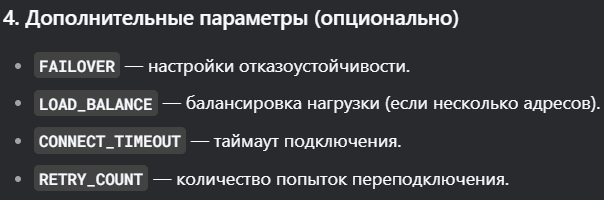 4. Дополнительные параметры (опционально)
• FAILOVER — настройки отказоустойчивости.
• LOAD_BALANCE — балансировка нагрузки (если несколько адресов).
• CONNECT_TIMEOUT — таймаут подключения.
• RETRY_COUNT — количество попыток переподключения.